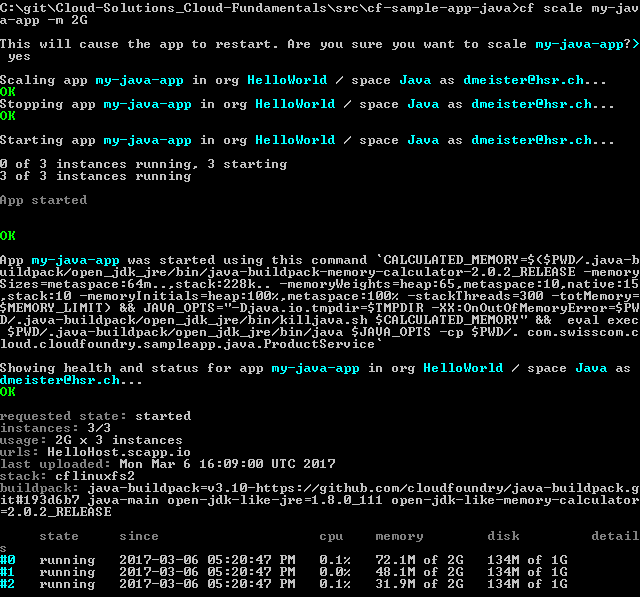 C:\git\Cloud-Solutions_Cloud-Fundamentals\src\cf-sample-app-java>cf scale my-jav
a-app -m 2G
This will cause the app to restart. Are you sure you want to scale my-java-app?>
yes
Scaling app my-java-app in org HelloWorld / space Java as dmeister@hsr.ch...
OK
Stopping app my-java-app in org HelloWorld / space Java as dmeister@hsr.ch...
OK
Starting app my-java-app in org HelloWorld / space Java as dmeister@hsr.ch...
0 of 3 instances running, 3 starting
3 of 3 instances running
App started
OK
App my-java-app was started using this command `CALCULATED_MEMORY=$($PWD/.java-b
uildpack/open_jdk_jre/bin/java-buildpack-memory-calculator-2.0.2_RELEASE -memory
Sizes=metaspace:64m..,stack:228k.. -memoryWeights=heap:65,metaspace:10,native:15
,stack:10 -memoryInitials=heap:100%,metaspace:100% -stackThreads=300 -totMemory=
$MEMORY_LIMIT) && JAVA_OPTS="-Djava.io.tmpdir=$TMPDIR -XX:OnOutOfMemoryError=$PW
D/.java-buildpack/open_jdk_jre/bin/killjava.sh $CALCULATED_MEMORY" &&  eval exec
$PWD/.java-buildpack/open_jdk_jre/bin/java $JAVA_OPTS -cp $PWD/. com.swisscom.c
loud.cloudfoundry.sampleapp.java.ProductService`
Showing health and status for app my-java-app in org HelloWorld / space Java as
dmeister@hsr.ch...
OK
requested state: started
instances: 3/3
usage: 2G x 3 instances
urls: HelloHost.scapp.io
last uploaded: Mon Mar 6 16:09:00 UTC 2017
stack: cflinuxfs2
buildpack: java-buildpack=v3.10-https://github.com/cloudfoundry/java-buildpack.g
it#193d6b7 java-main open-jdk-like-jre=1.8.0_111 open-jdk-like-memory-calculator
=2.0.2_RELEASE
state since cpu memory disk detail
s
#0 running 2017-03-06 05:20:47 PM 0.1% 72.1M of 2G 134M of 1G
#1 running 2017-03-06 05:20:47 PM 0.0% 48.1M of 2G 134M of 1G
#2 running 2017-03-06 05:20:47 PM 0.1% 31.9M of 2G 134M of 1G